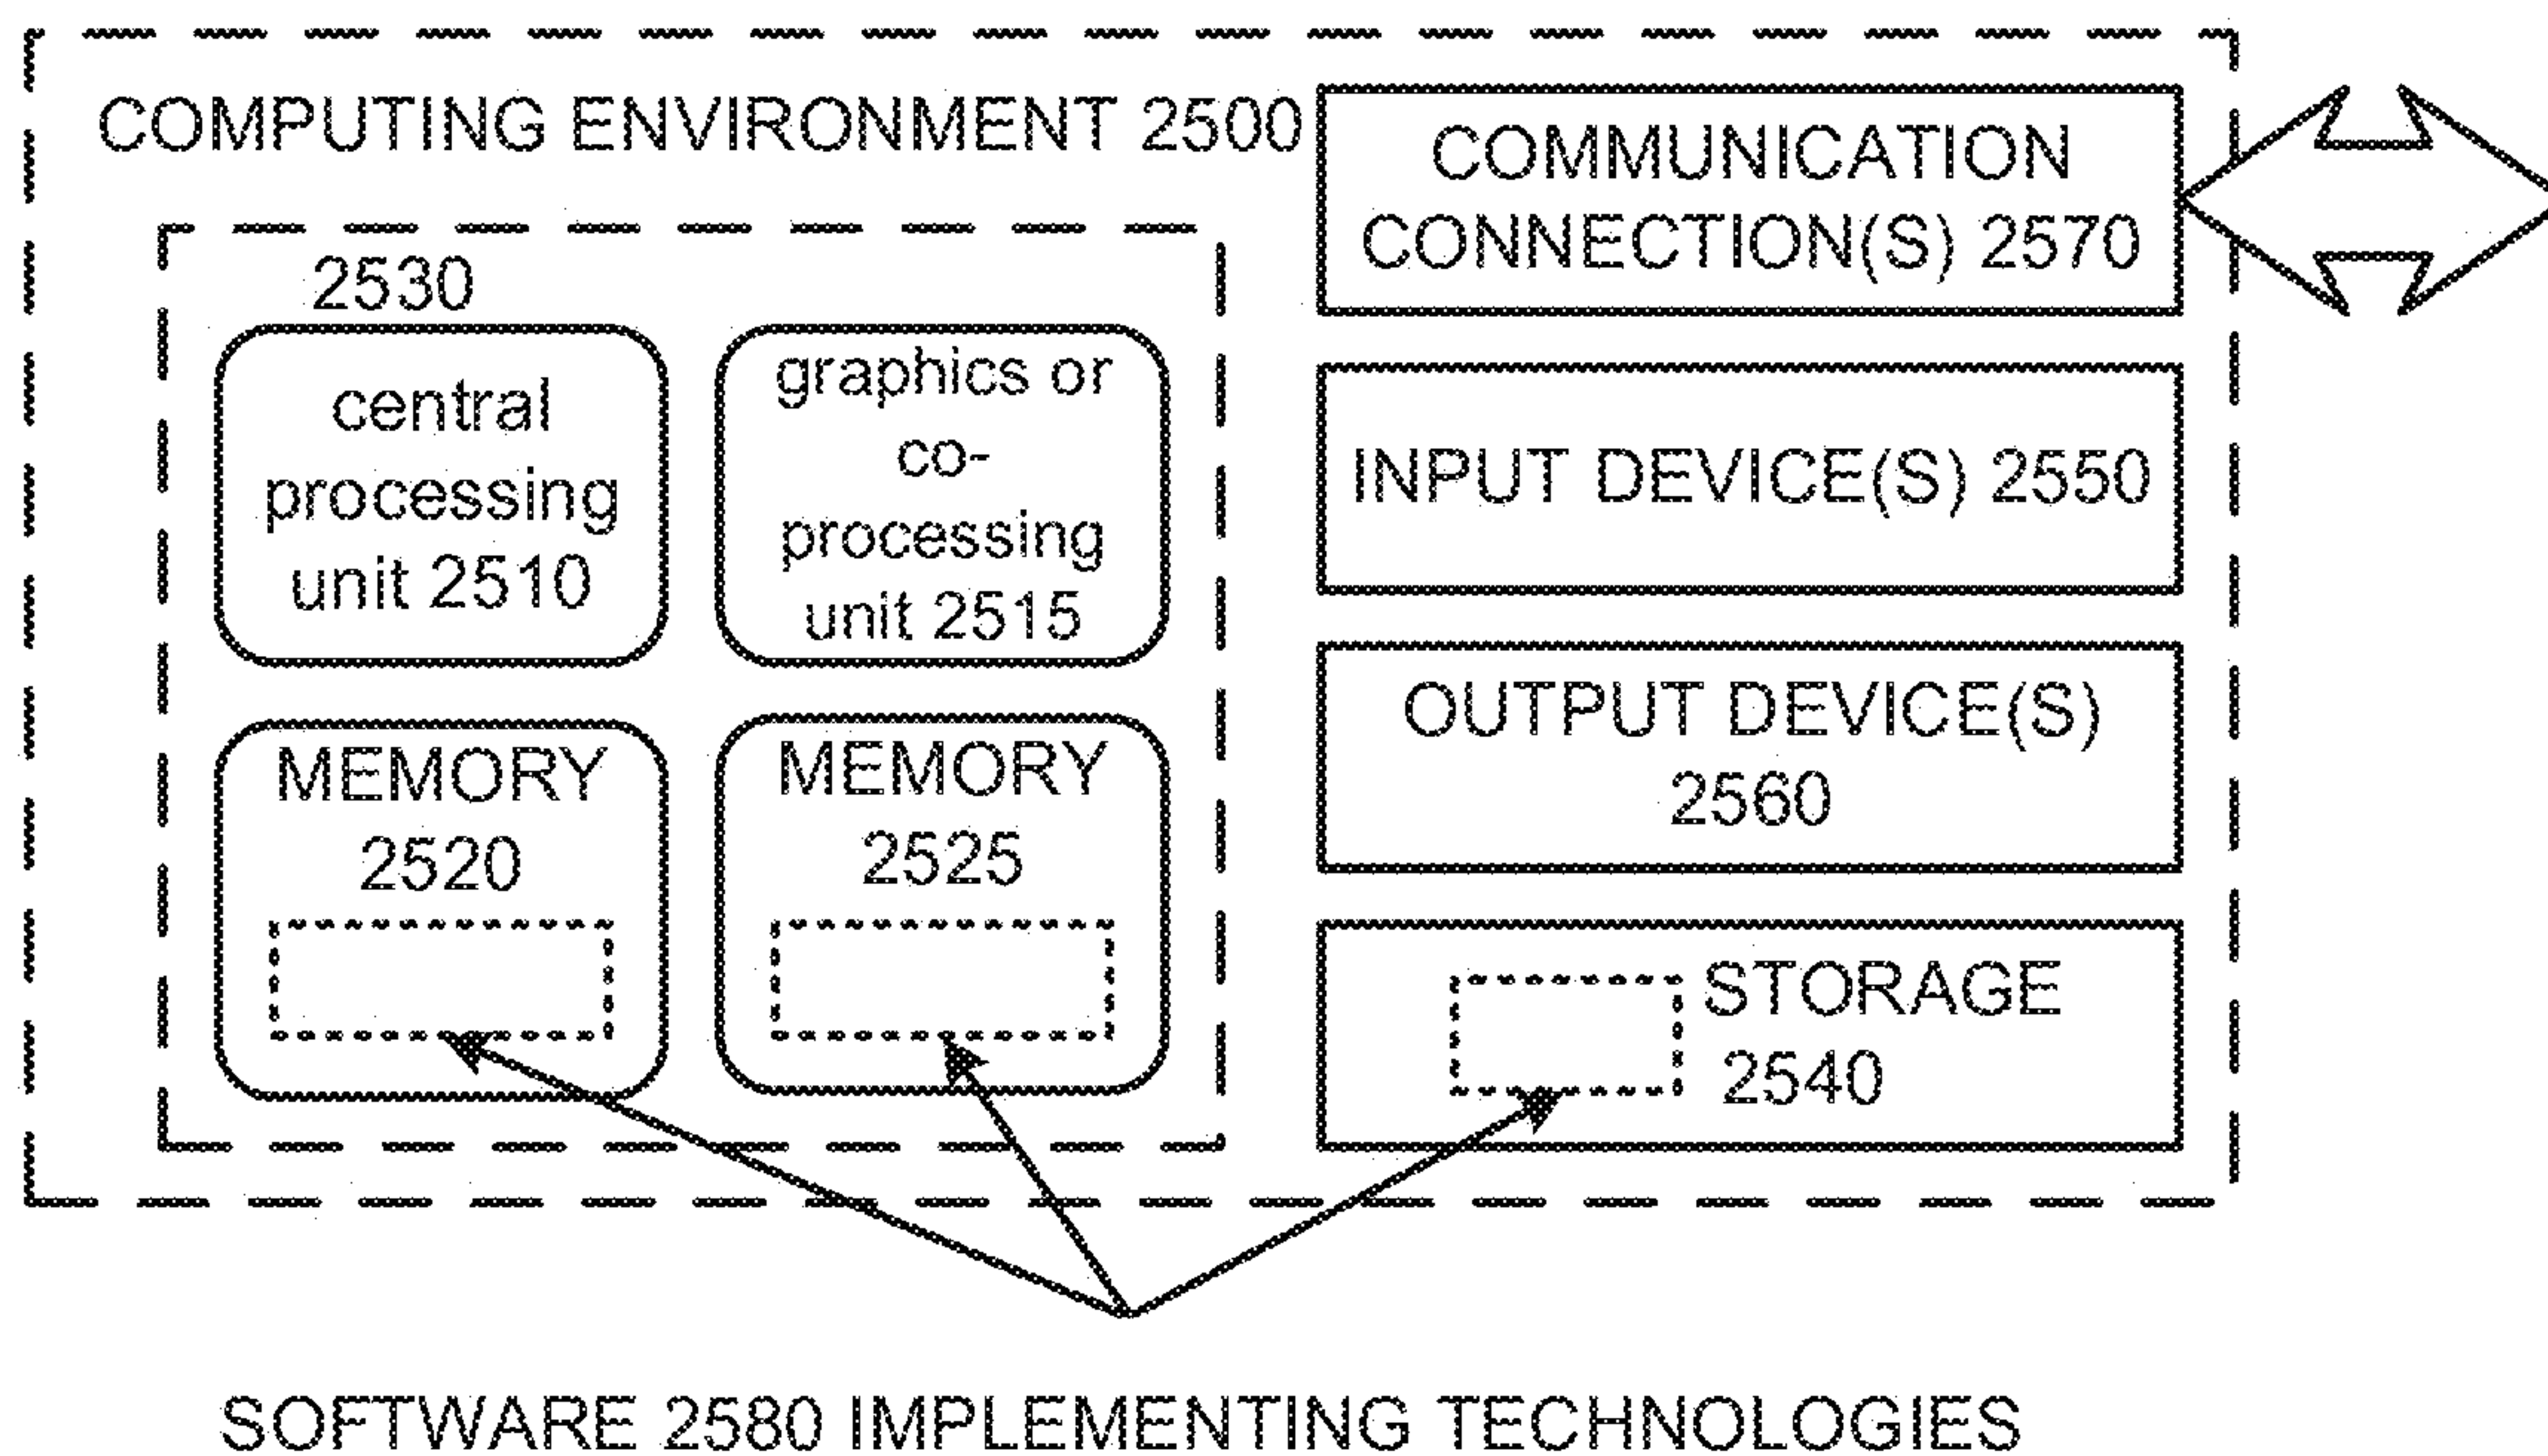 COMPUTING ENVIRONMENT 2500
2530
central
processing
unit 2510
graphics or
co-
processing
unit 2515
MEMORY
2520
MEMORY
2525
COMMUNICATION
CONNECTION(S) 2570
INPUT DEVICE(S) 2550
OUTPUT DEVICE(S)
2560
STORAGE
2540
SOFTWARE 2580 IMPLEMENTING TECHNOLOGIES